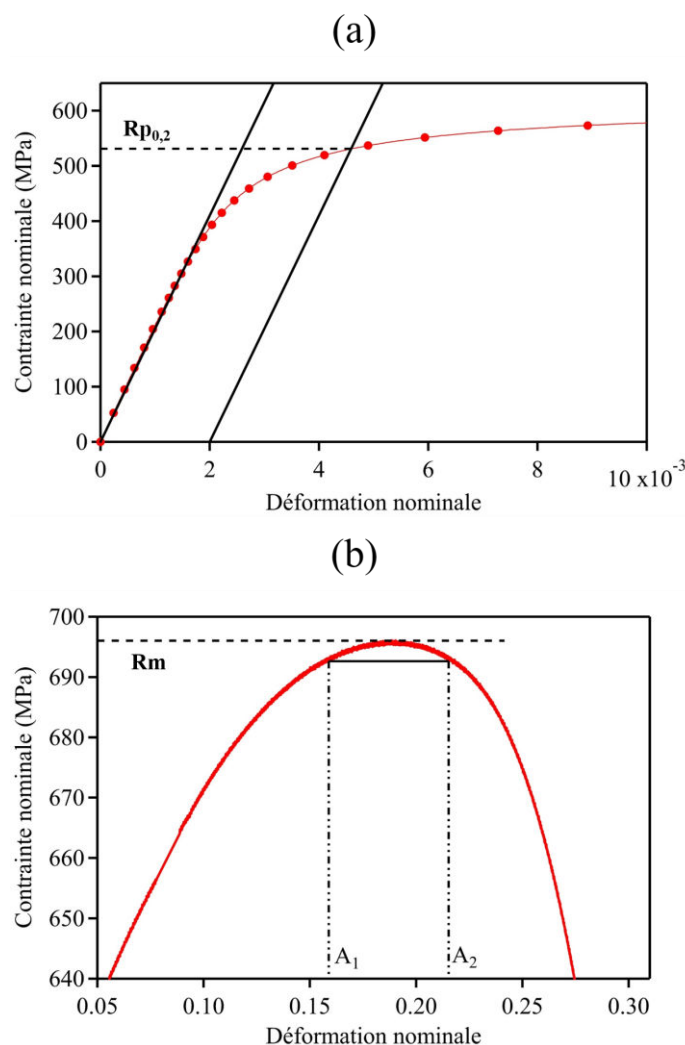 (a)
600
Rp0,2
500
400
300
200
100
0
Contrainte nominale (MPa)
0
2
4
6
8
10 x10-3
Déformation nominale
(b)
700
Rm
690
680
670
660
650
640
Contrainte nominale (MPa)
A1
A2
0.05
0.10
0.15
0.20
0.25
0.30
Déformation nominale